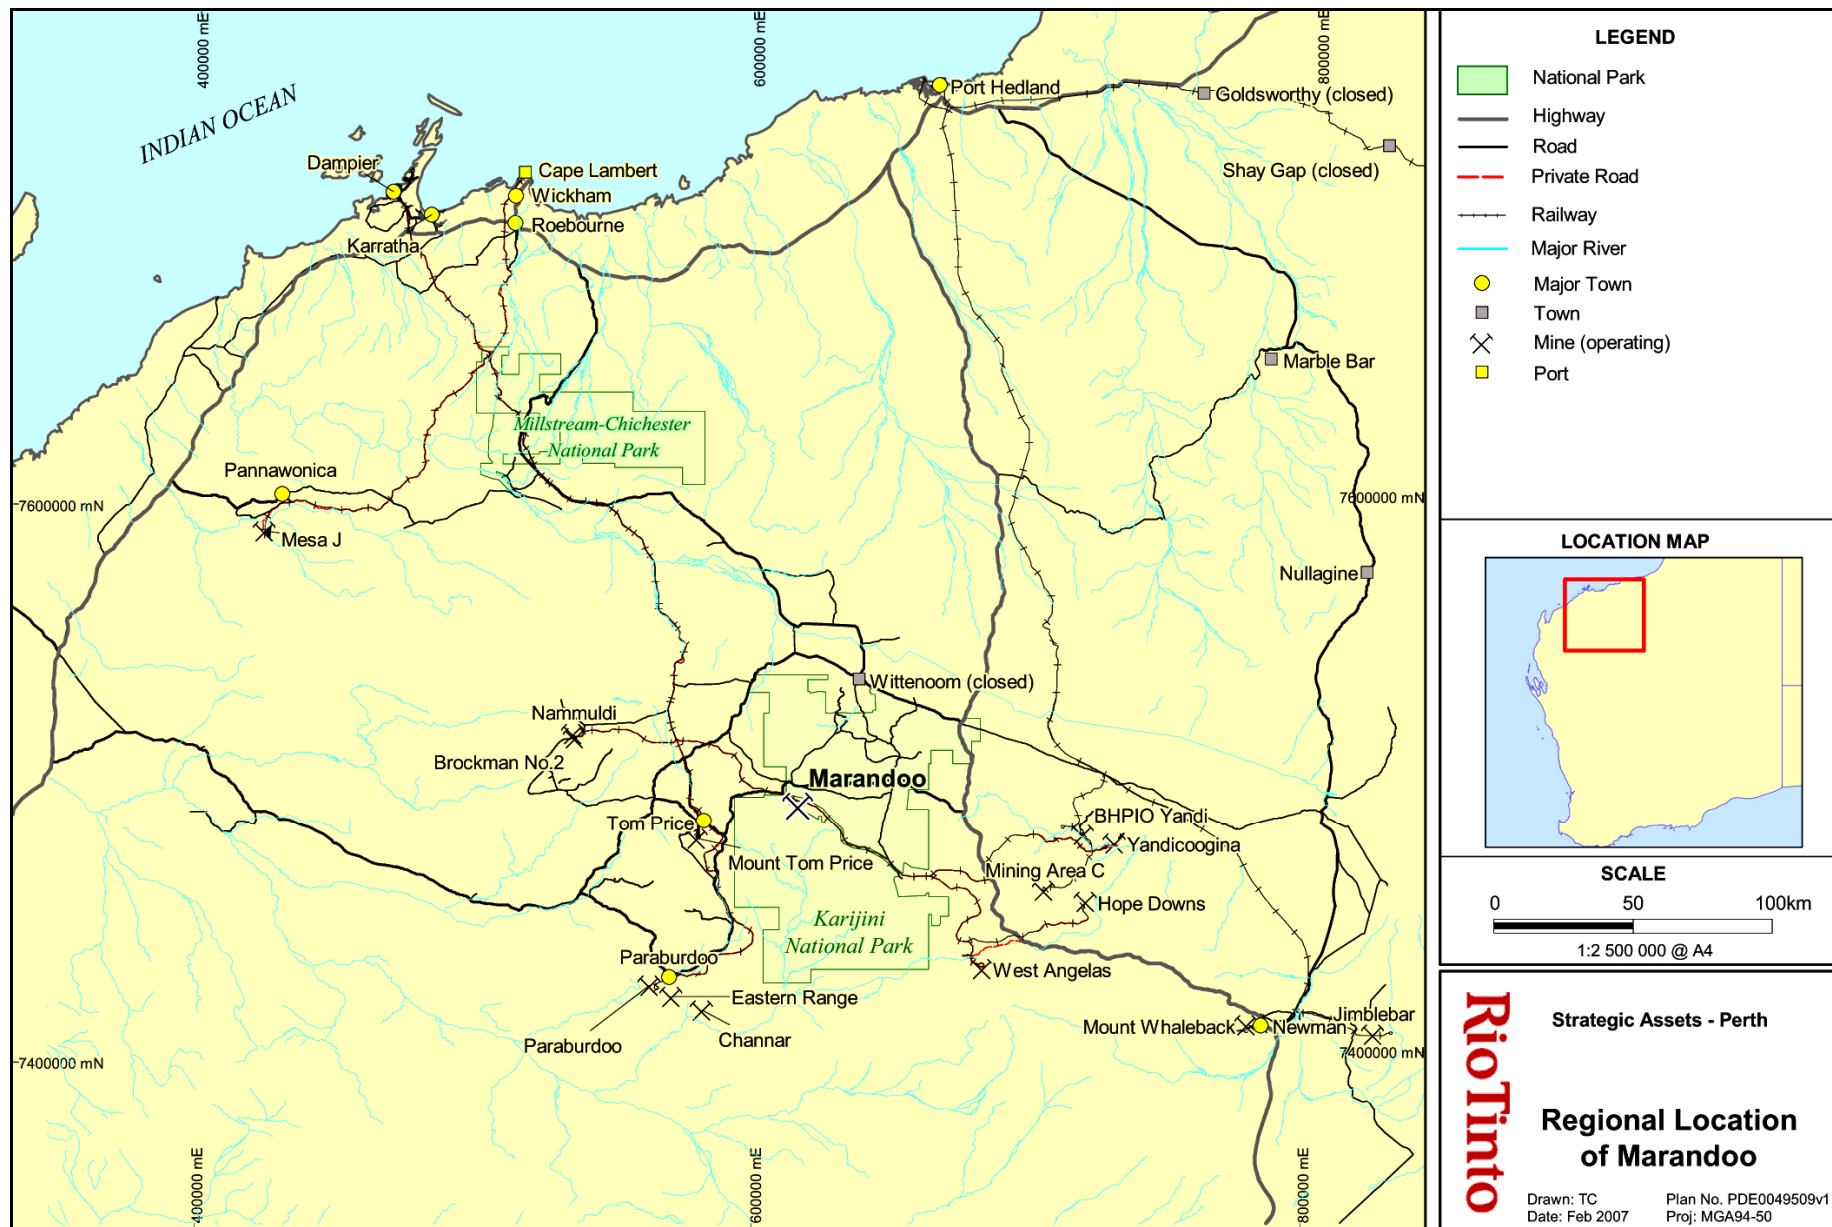 400000 mE
600000 mE
800000 mE
INDIAN OCEAN
Port Hedland
Goldsworthy (closed)
Shay Gap (closed)
Dampier
Cape Lambert
Wickham
Roebourne
Karratha
Marble Bar
Millstream-Chichester
National Park
Pannawonica
7600000 mN
7600000 mN
Mesa J
Nullagine
Wittenoom (closed)
Nammuldi
Brockman No.2
Marandoo
Tom Price
Mount Tom Price
BHPIO Yandi
Yandicoogina
Mining Area C
Hope Downs
Karijini
National Park
Paraburdoo
West Angelas
Eastern Range
Channar
Paraburdoo
Mount Whaleback
Newman
Jimblebar
7400000 mN
7400000 mN
400000 mE
600000 mE
800000 mE
LEGEND
National Park
Highway
Road
Private Road
Railway
Major River
Major Town
Town
Mine (operating)
Port
LOCATION MAP
SCALE
0 50 100km
1:2 500 000 @ A4
RioTinto
Strategic Assets - Perth
Regional Location
of Marandoo
Drawn: TC Plan No. PDE0049509v1
Date: Feb 2007 Proj: MGA94-50